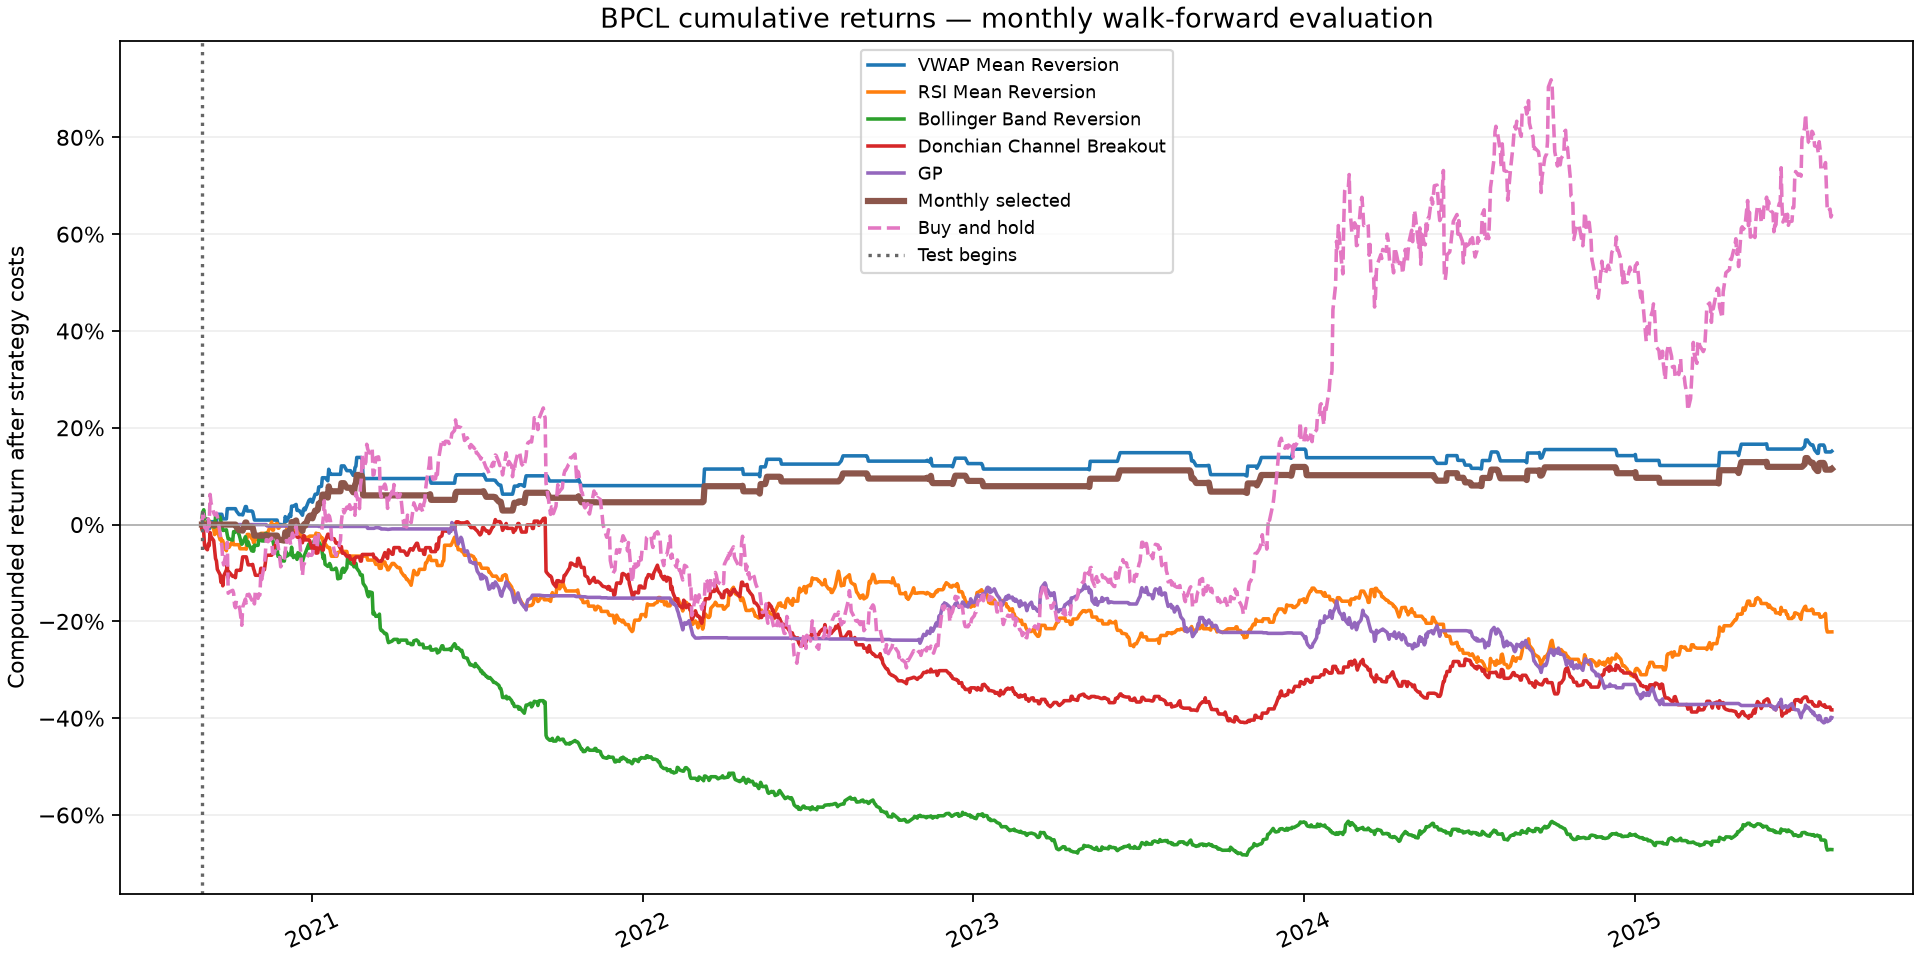 BPCL cumulative returns — monthly walk-forward evaluation
VWAP Mean Reversion
RSI Mean Reversion
Bollinger Band Reversion
Donchian Channel Breakout
GP
Monthly selected
Buy and hold
Test begins
Compounded return after strategy costs
80%
60%
40%
20%
0%
−20%
−40%
−60%
2021
2022
2023
2024
2025